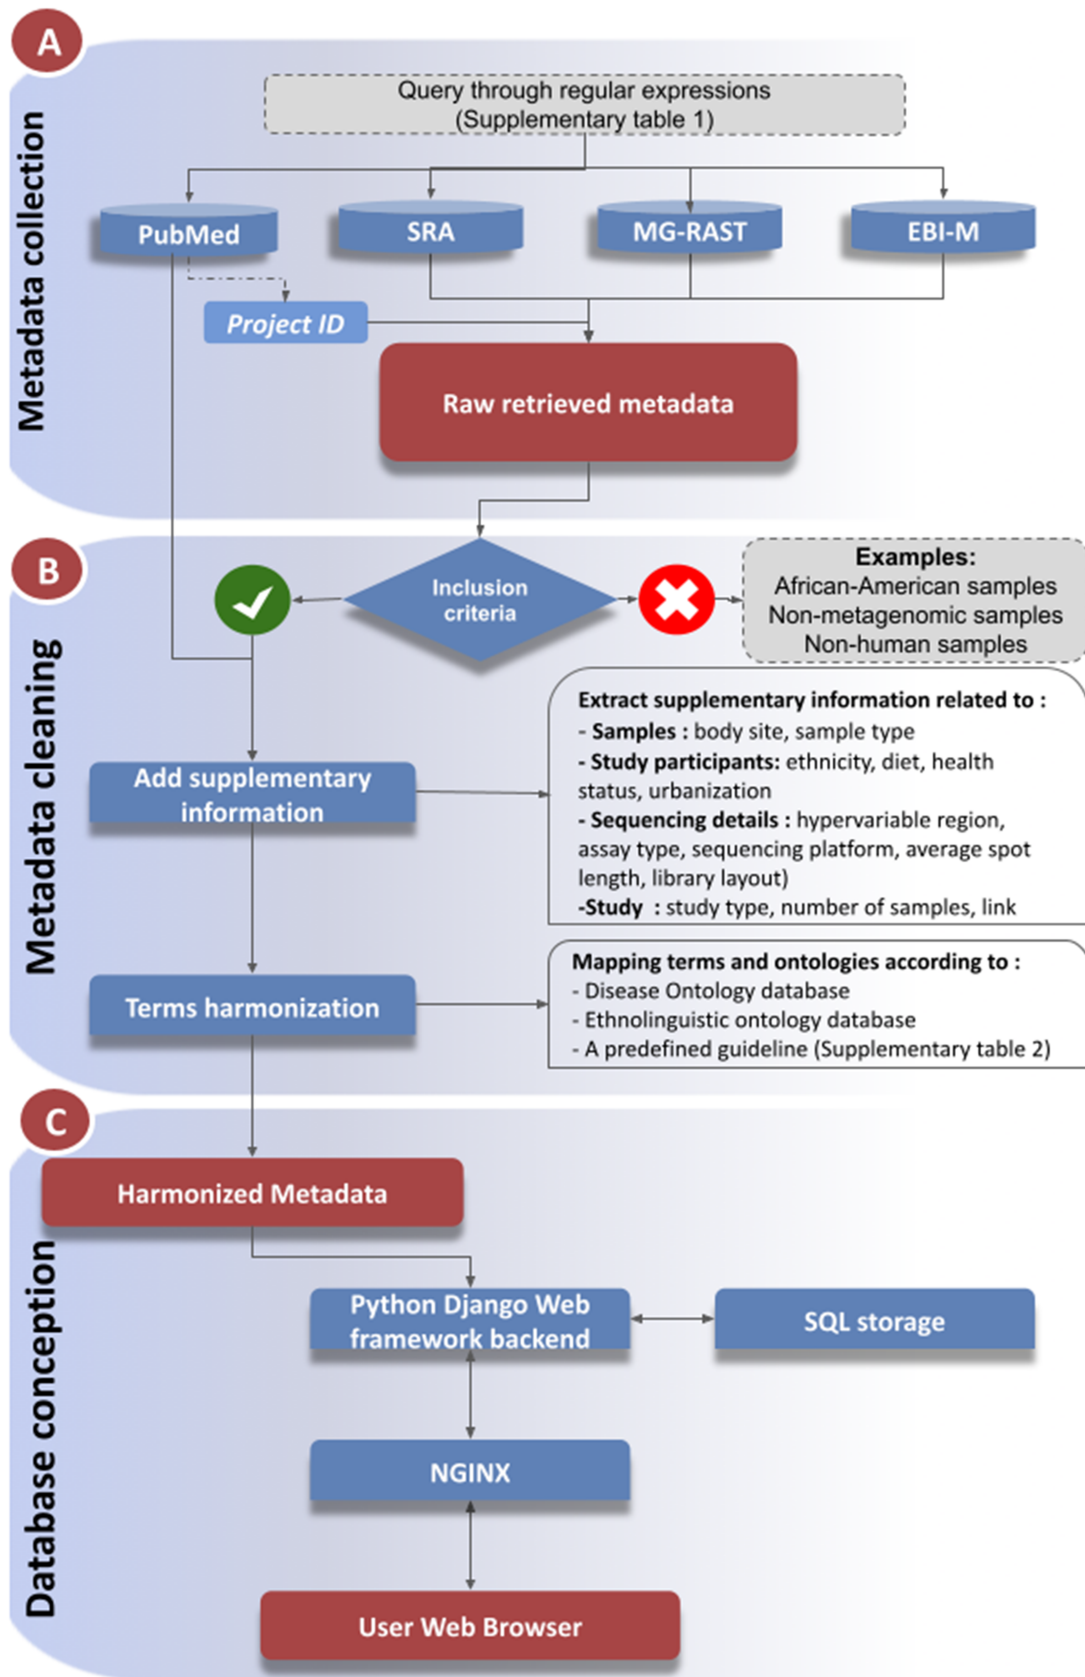 A
Metadata collection
Query through regular expressions
(Supplementary table 1)
PubMed
SRA
MG-RAST
EBI-M
Project ID
Raw retrieved metadata
B
Metadata cleaning
Inclusion
criteria
Examples:
African-American samples
Non-metagenomic samples
Non-human samples
Add supplementary
information
Extract supplementary information related to :
- Samples : body site, sample type
- Study participants: ethnicity, diet, health
status, urbanization
- Sequencing details : hypervariable region,
assay type, sequencing platform, average spot
length, library layout)
-Study : study type, number of samples, link
Terms harmonization
Mapping terms and ontologies according to :
- Disease Ontology database
- Ethnolinguistic ontology database
- A predefined guideline (Supplementary table 2)
C
Database conception
Harmonized Metadata
Python Django Web
framework backend
SQL storage
NGINX
User Web Browser